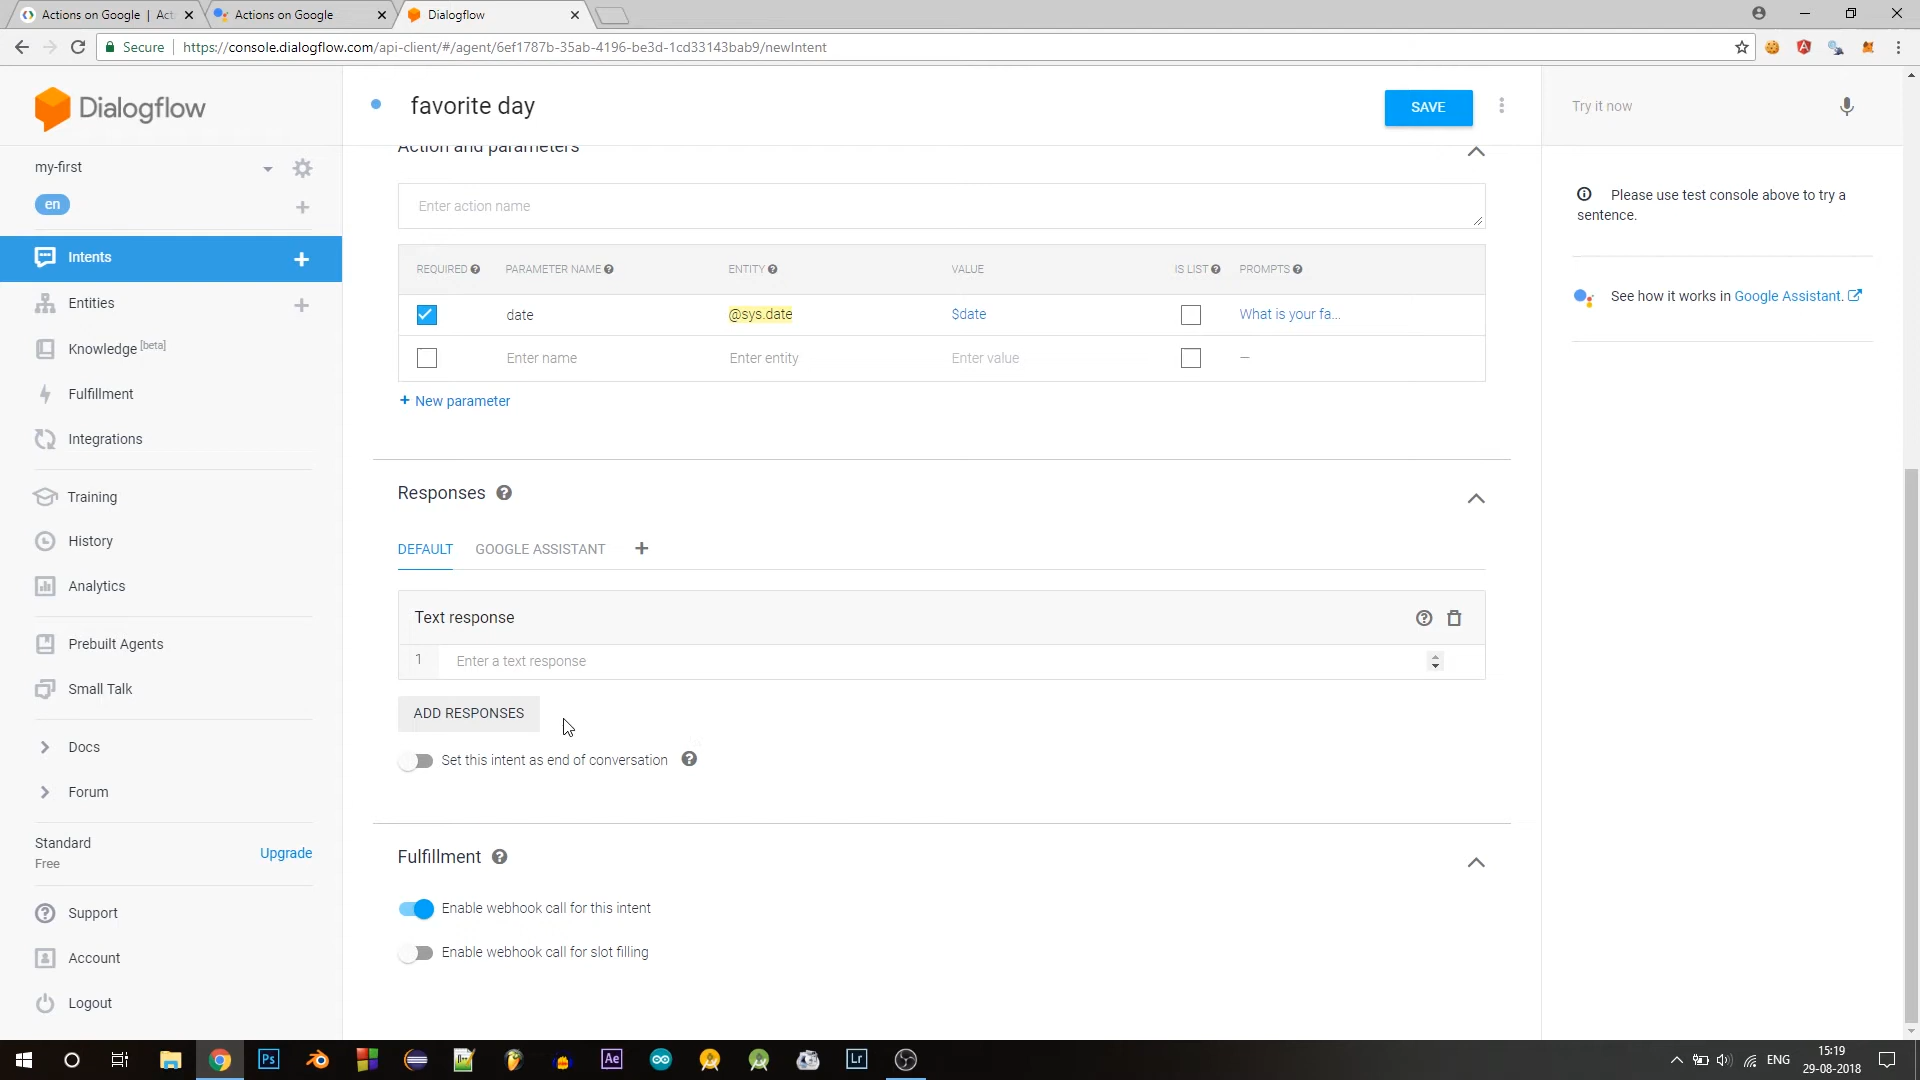 Actions on Google | Act
Actions on Google
Dialogflow
Secure
https://console.dialogflow.com/api-client/#/agent/6ef1787b-35ab-4196-be3d-1cd33143bab9/newIntent
Dialogflow
favorite day
SAVE
Try it now
my-first
en
Intents
Entities
Knowledge [beta]
Fulfillment
Integrations
Training
History
Analytics
Prebuilt Agents
Small Talk
Docs
Forum
Standard
Free
Upgrade
Support
Account
Logout
Action and parameters
Enter action name
REQUIRED PARAMETER NAME ENTITY VALUE IS LIST PROMPTS
date @sys.date $date What is your fa...
Enter name Enter entity Enter value —
+ New parameter
Responses
DEFAULT GOOGLE ASSISTANT +
Text response
1 Enter a text response
ADD RESPONSES
Set this intent as end of conversation
Fulfillment
Enable webhook call for this intent
Enable webhook call for slot filling
Please use test console above to try a
sentence.
See how it works in Google Assistant.
Ps
Ae
Lr
ENG
15:19
29-08-2018